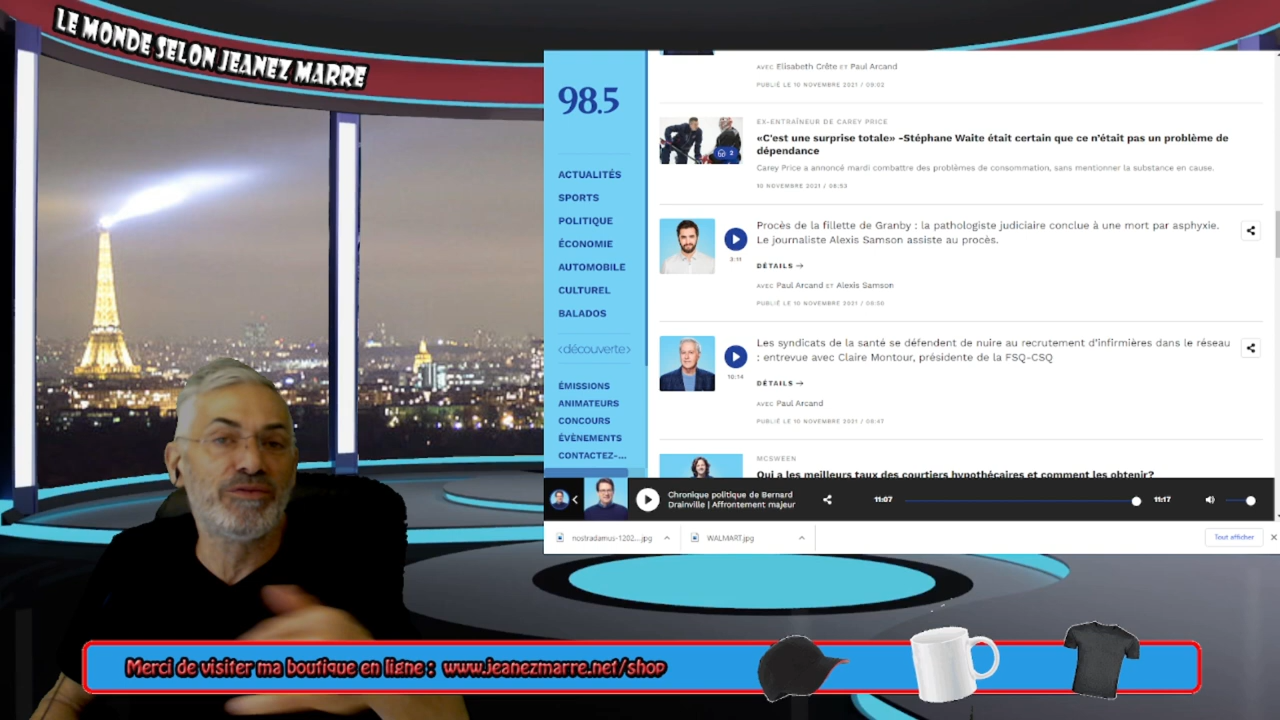 LE MONDE SELON JEANEZ MARRE
98.5
ACTUALITÉS
SPORTS
POLITIQUE
ÉCONOMIE
AUTOMOBILE
CULTUREL
BALADOS
‹découverte›
ÉMISSIONS
ANIMATEURS
CONCOURS
ÉVÈNEMENTS
CONTACTEZ-...
AVEC Elisabeth Crête ET Paul Arcand
PUBLIÉ LE 10 NOVEMBRE 2021 / 09:02
EX-ENTRAÎNEUR DE CAREY PRICE
«C'est une surprise totale» -Stéphane Waite était certain que ce n'était pas un problème de
dépendance
Carey Price a annoncé mardi combattre des problèmes de consommation, sans mentionner la substance en cause.
10 NOVEMBRE 2021 / 08:53
2
Procès de la fillette de Granby : la pathologiste judiciaire conclue à une mort par asphyxie.
Le journaliste Alexis Samson assiste au procès.
3:11
DÉTAILS →
AVEC Paul Arcand ET Alexis Samson
PUBLIÉ LE 10 NOVEMBRE 2021 / 08:50
Les syndicats de la santé se défendent de nuire au recrutement d'infirmières dans le réseau
: entrevue avec Claire Montour, présidente de la FSQ-CSQ
10:14
DÉTAILS →
AVEC Paul Arcand
PUBLIÉ LE 10 NOVEMBRE 2021 / 08:47
MCSWEEN
Qui a les meilleurs taux des courtiers hypothécaires et comment les obtenir?
Chronique politique de Bernard
Drainville | Affrontement majeur
11:07
11:17
nostradamus-1202....jpg
WALMART.jpg
Tout afficher
Merci de visiter ma boutique en ligne : www.jeanezmarre.net/shop